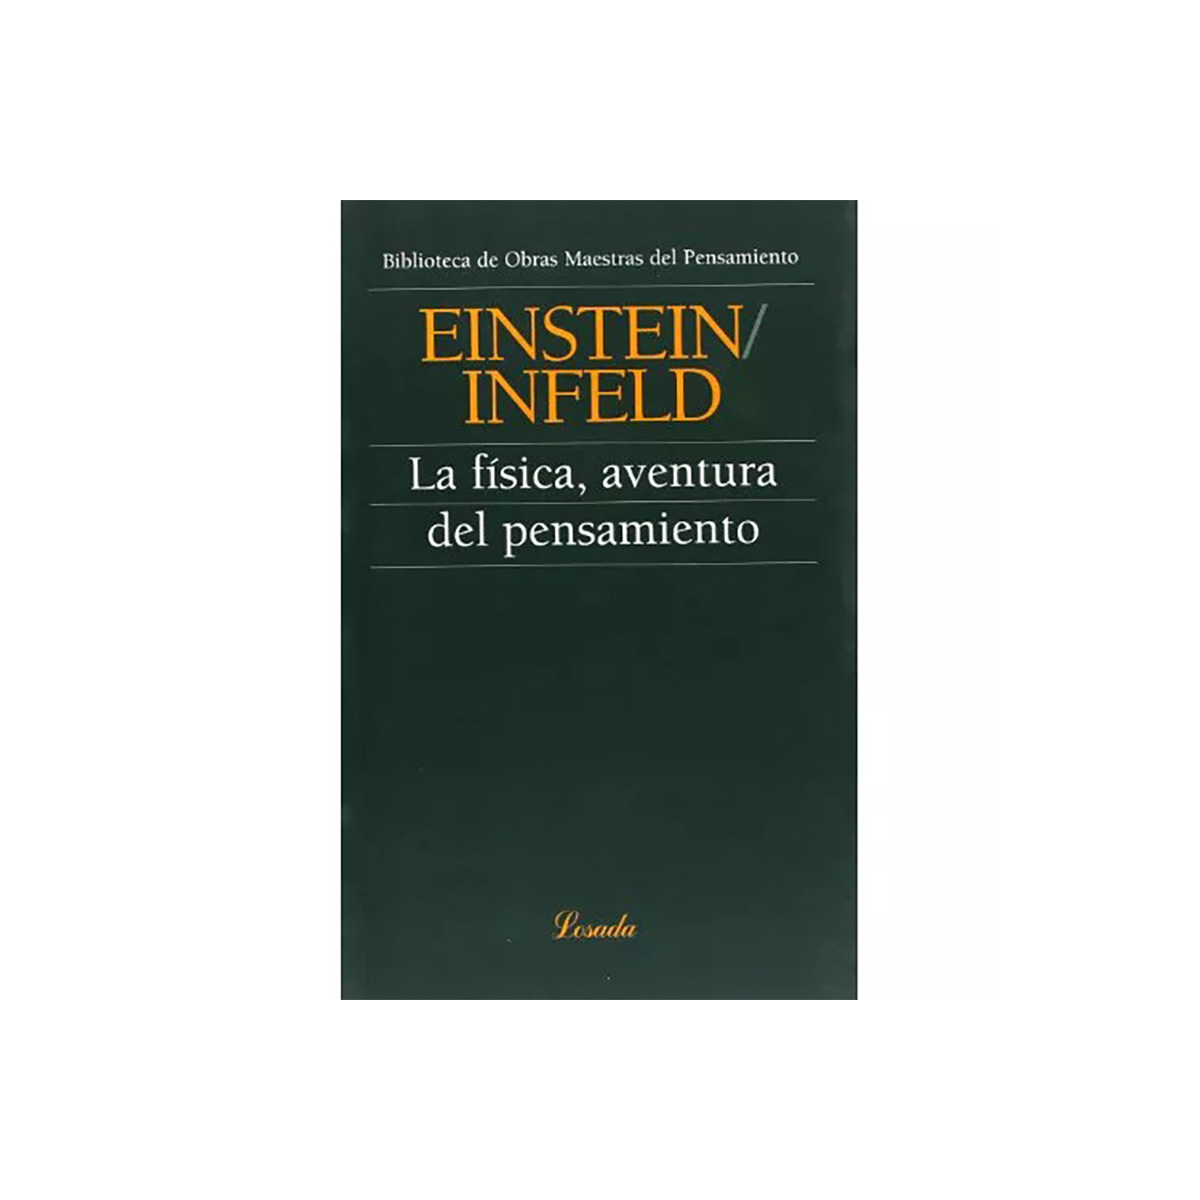 Biblioteca de Obras Maestras del Pensamiento
EINSTEIN/
INFELD
La física, aventura
del pensamiento
Losada